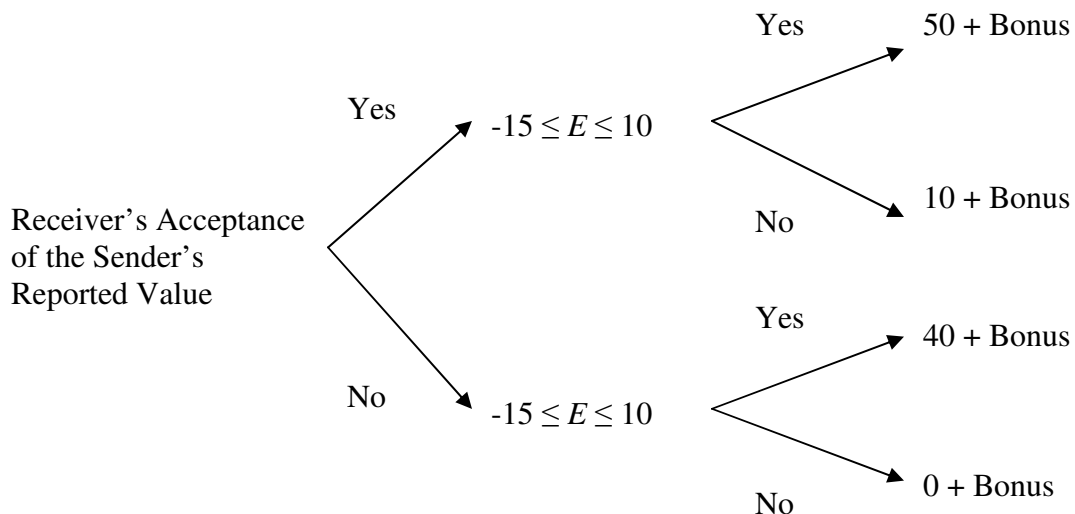 Yes
50 + Bonus
Yes
-15 ≤ E ≤ 10
No
10 + Bonus
Receiver’s Acceptance
of the Sender’s
Reported Value
No
-15 ≤ E ≤ 10
Yes
40 + Bonus
No
0 + Bonus